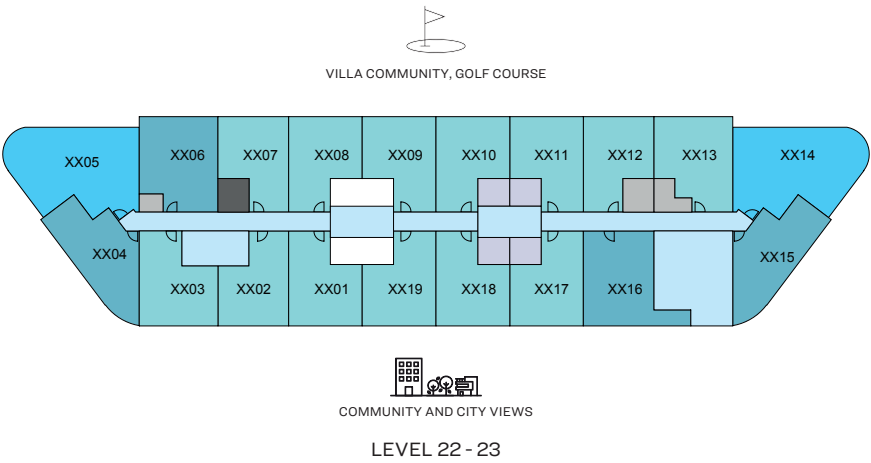 VILLA COMMUNITY, GOLF COURSE
XX05
XX06
XX07
XX08
XX09
XX10
XX11
XX12
XX13
XX14
XX04
XX15
XX03
XX02
XX01
XX19
XX18
XX17
XX16
COMMUNITY AND CITY VIEWS
LEVEL 22 - 23